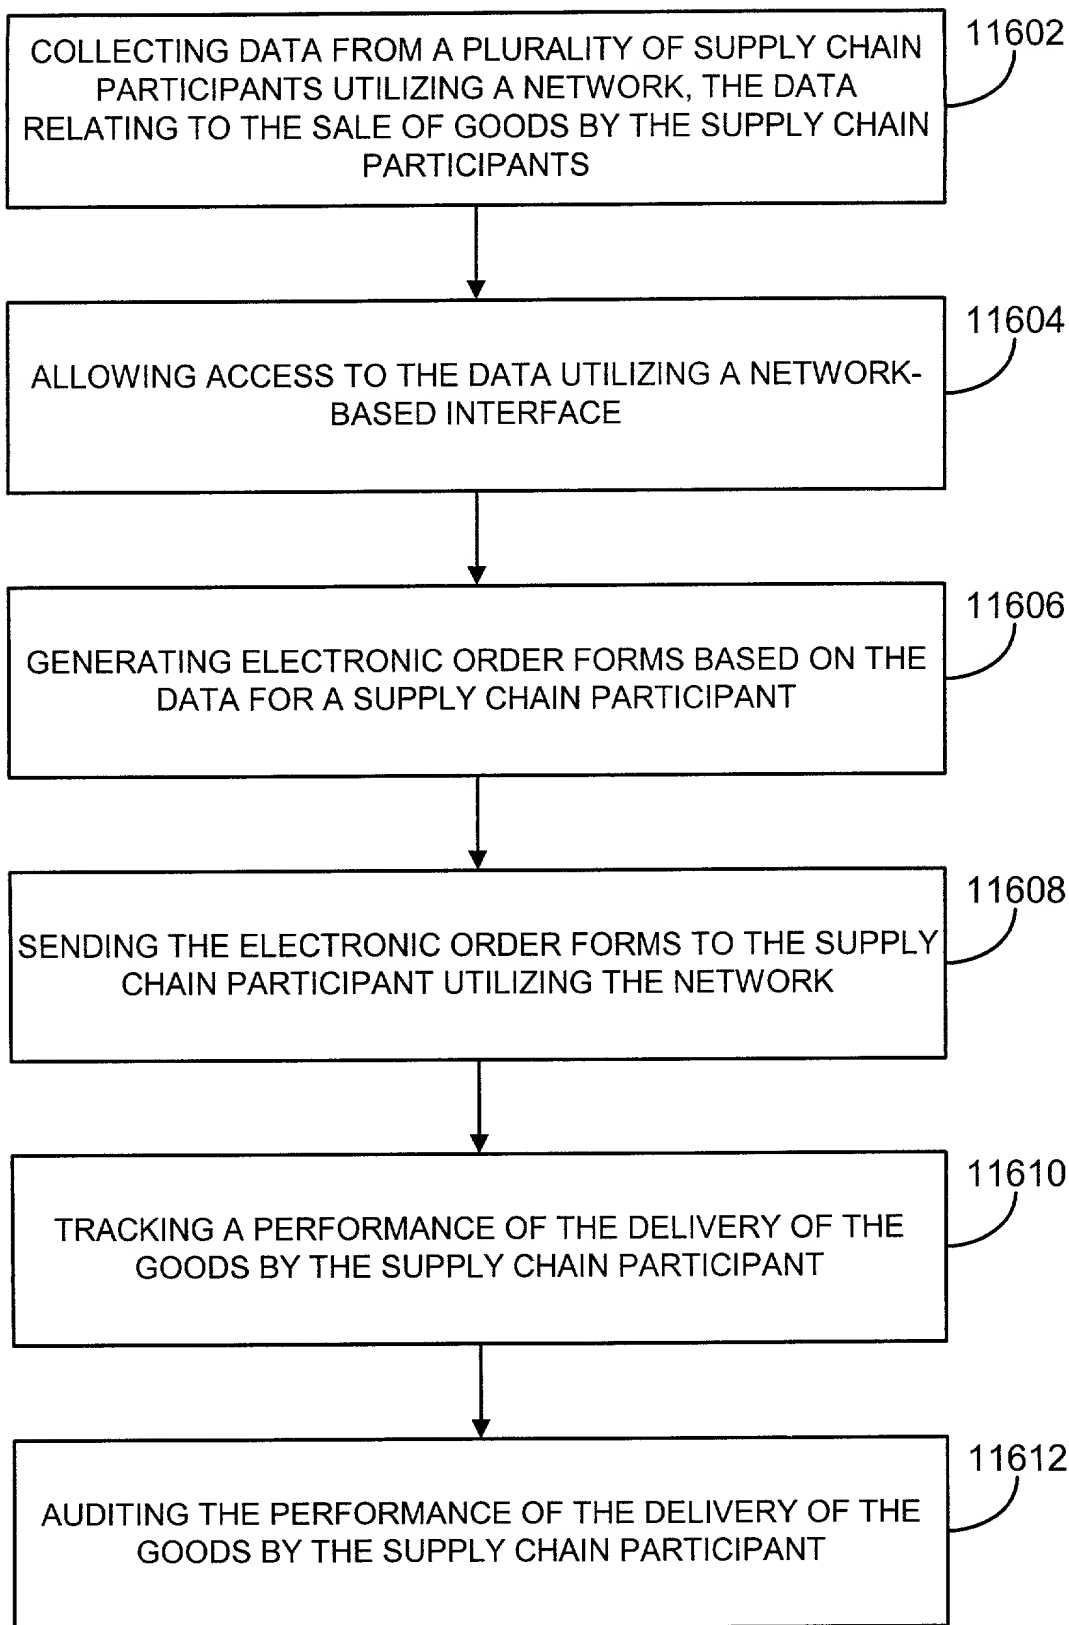 COLLECTING DATA FROM A PLURALITY OF SUPPLY CHAIN
PARTICIPANTS UTILIZING A NETWORK, THE DATA
RELATING TO THE SALE OF GOODS BY THE SUPPLY CHAIN
PARTICIPANTS
11602
ALLOWING ACCESS TO THE DATA UTILIZING A NETWORK-
BASED INTERFACE
11604
GENERATING ELECTRONIC ORDER FORMS BASED ON THE
DATA FOR A SUPPLY CHAIN PARTICIPANT
11606
SENDING THE ELECTRONIC ORDER FORMS TO THE SUPPLY
CHAIN PARTICIPANT UTILIZING THE NETWORK
11608
TRACKING A PERFORMANCE OF THE DELIVERY OF THE
GOODS BY THE SUPPLY CHAIN PARTICIPANT
11610
AUDITING THE PERFORMANCE OF THE DELIVERY OF THE
GOODS BY THE SUPPLY CHAIN PARTICIPANT
11612